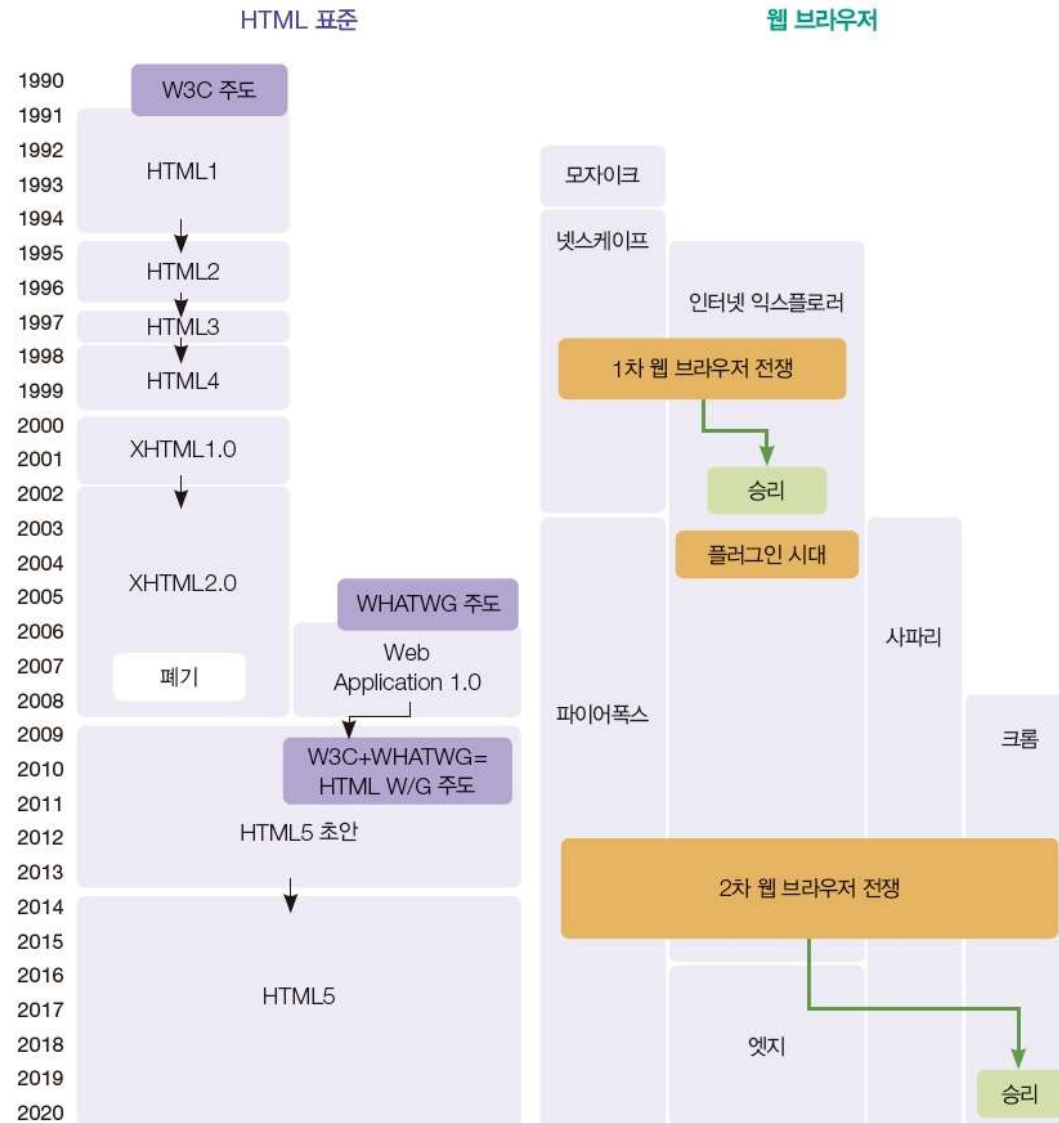 HTML 표준
웹 브라우저
1990
1991
1992
1993
1994
1995
1996
1997
1998
1999
2000
2001
2002
2003
2004
2005
2006
2007
2008
2009
2010
2011
2012
2013
2014
2015
2016
2017
2018
2019
2020
W3C 주도
HTML1
HTML2
HTML3
HTML4
XHTML1.0
XHTML2.0
폐기
WHATWG 주도
Web
Application 1.0
W3C+WHATWG=
HTML W/G 주도
HTML5 초안
HTML5
모자이크
넷스케이프
인터넷 익스플로러
1차 웹 브라우저 전쟁
승리
플러그인 시대
파이어폭스
사파리
크롬
2차 웹 브라우저 전쟁
엣지
승리